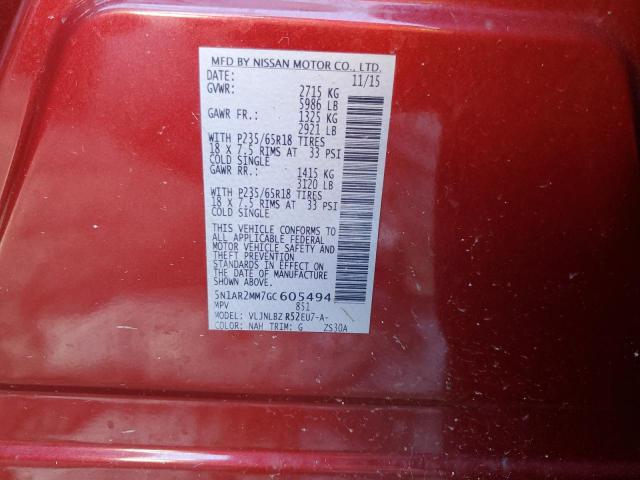 MFD BY NISSAN MOTOR CO., LTD.
DATE: 11/15
GVWR: 2715 KG
5986 LB
GAWR FR.: 1325 KG
2921 LB
WITH P235/65R18 TIRES
18 X 7.5 RIMS AT 33 PSI
COLD SINGLE
GAWR RR.: 1415 KG
3120 LB
WITH P235/65R18 TIRES
18 X 7.5 RIMS AT 33 PSI
COLD SINGLE
THIS VEHICLE CONFORMS TO
ALL APPLICABLE FEDERAL
MOTOR VEHICLE SAFETY AND
THEFT PREVENTION
STANDARDS IN EFFECT ON
THE DATE OF MANUFACTURE
SHOWN ABOVE.
5N1AR2MM7GC 605494
MPV 851
MODEL: VLJNLBZ R52EU7-A-
COLOR: NAH TRIM: G ZS30A